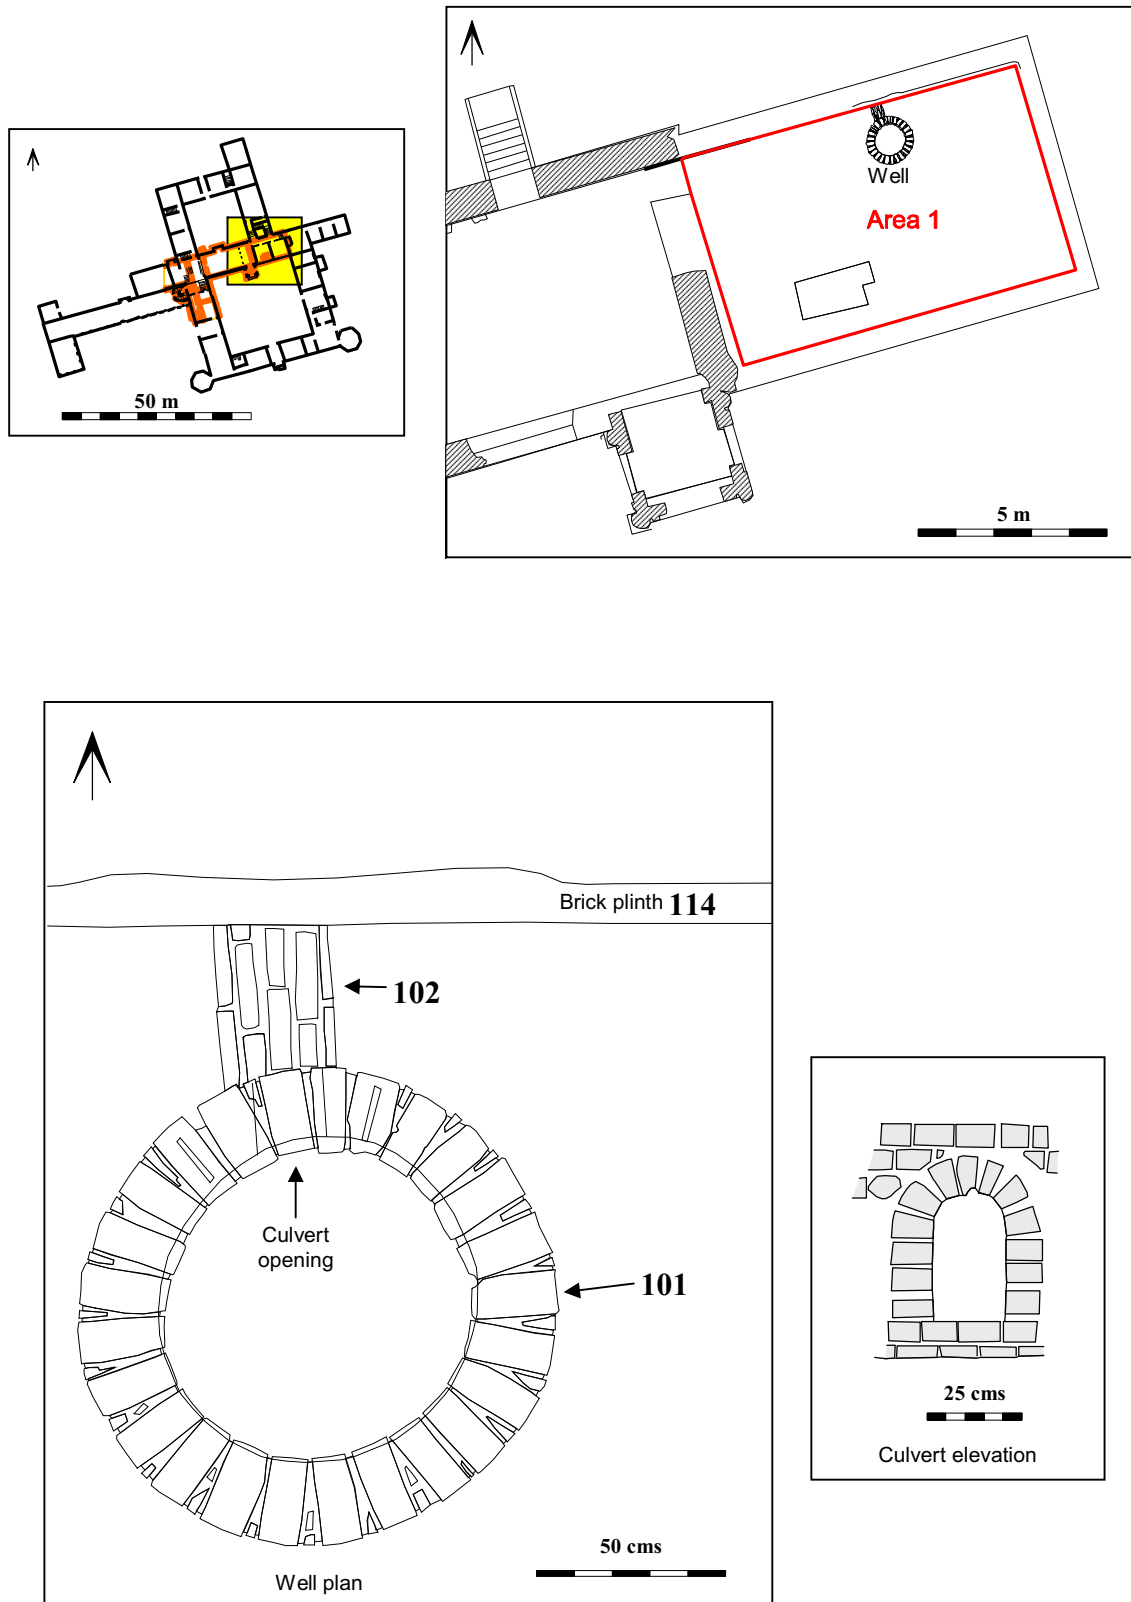 50 m
Well
Area 1
5 m
Brick plinth 114
102
Culvert
opening
101
50 cms
Well plan
25 cms
Culvert elevation